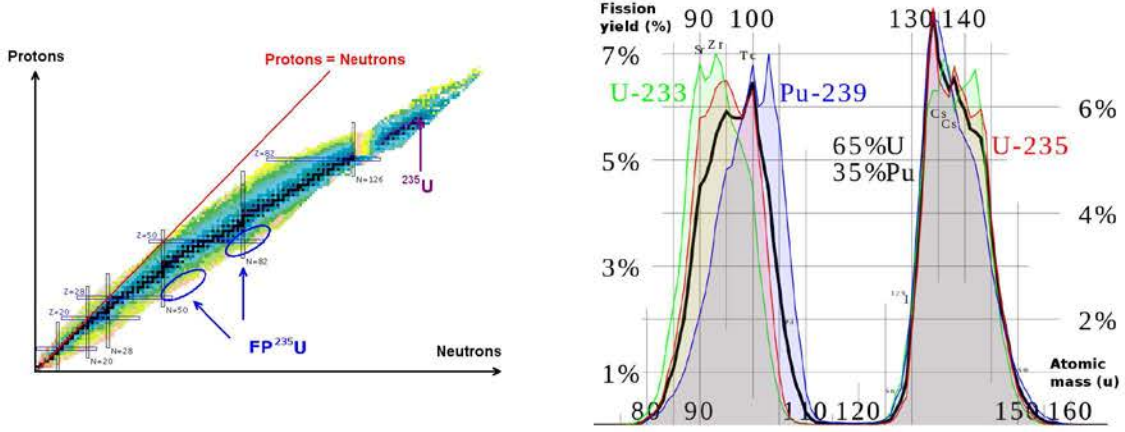 Protons
Protons = Neutrons
Z=82
N=126
235U
Z=50
N=82
Z=28
N=50
Z=20
N=28
N=20
FP 235U
Neutrons
Fission
yield (%)
90 100
130 140
7%
Sr Zr Tc
U-233
Pu-239
6%
Cs
Cs
65%U
35%Pu
U-235
5%
4%
3%
129I
2%
1%
Atomic
mass (u)
80 90 110 120 150 160